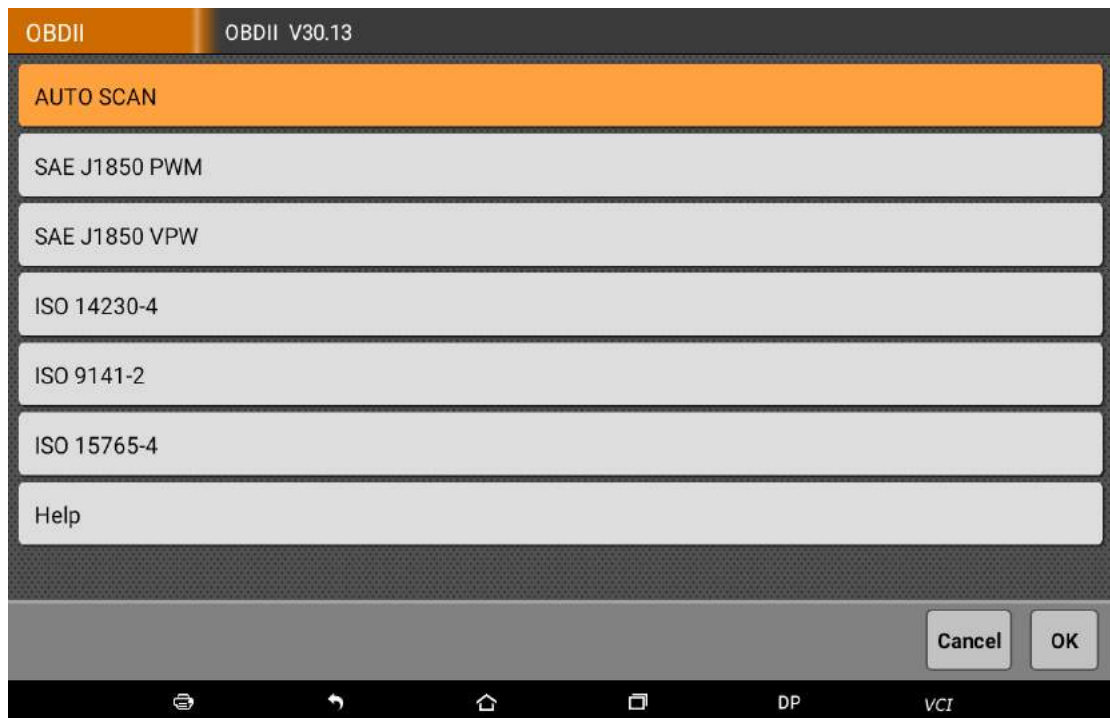 OBDII OBDII V30.13
AUTO SCAN
SAE J1850 PWM
SAE J1850 VPW
ISO 14230-4
ISO 9141-2
ISO 15765-4
Help
Cancel OK
DP VCI